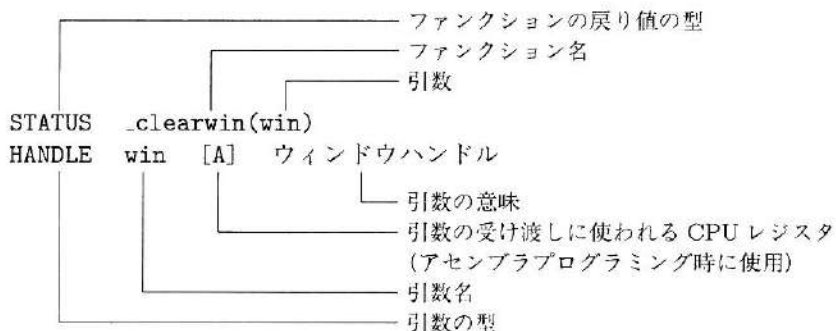 ファンクションの戻り値の型
ファンクション名
引数
STATUS _clearwin(win)
HANDLE win [A] ウィンドウハンドル
引数の意味
引数の受け渡しに使われる CPU レジスタ
(アセンブラプログラミング時に使用)
引数名
引数の型